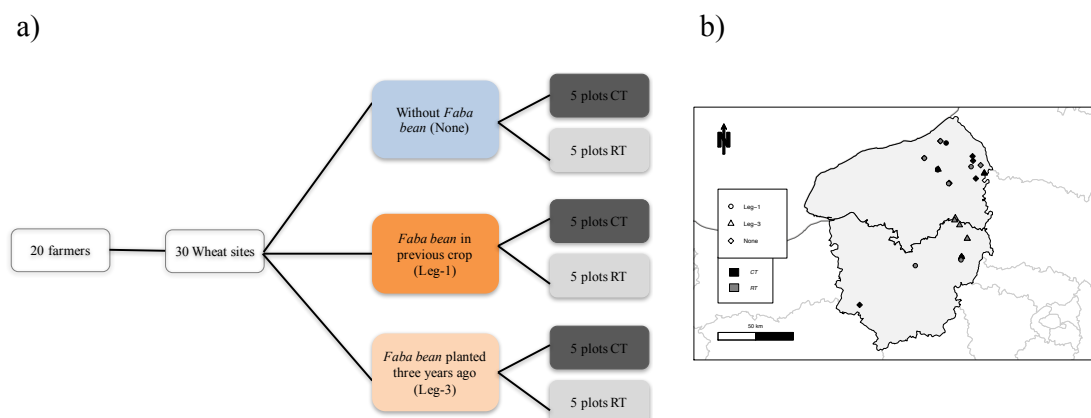 a)
b)
20 farmers
30 Wheat sites
Without Faba
bean (None)
5 plots CT
5 plots RT
Faba bean in
previous crop
(Leg-1)
5 plots CT
5 plots RT
Faba bean planted
three years ago
(Leg-3)
5 plots CT
5 plots RT
N
Leg-1
Leg-3
None
CT
RT
50 km